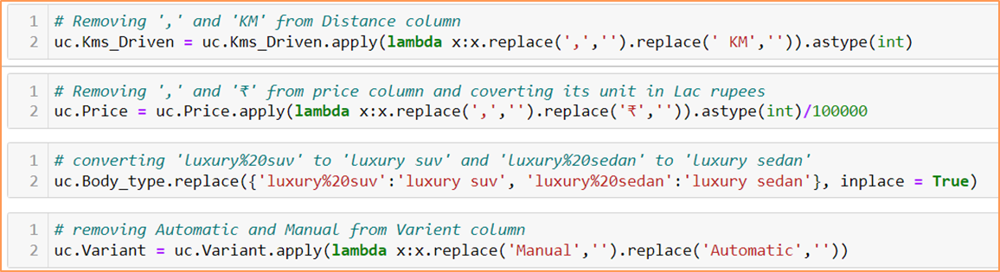 1 # Removing ',' and 'KM' from Distance column
2 uc.Kms_Driven = uc.Kms_Driven.apply(lambda x:x.replace(',','').replace(' KM','')).astype(int)
1 # Removing ',' and '₹' from price column and coverting its unit in Lac rupees
2 uc.Price = uc.Price.apply(lambda x:x.replace(',','').replace('₹','')).astype(int)/100000
1 # converting 'luxury%20suv' to 'luxury suv' and 'luxury%20sedan' to 'luxury sedan'
2 uc.Body_type.replace({'luxury%20suv':'luxury suv', 'luxury%20sedan':'luxury sedan'}, inplace = True)
1 # removing Automatic and Manual from Varient column
2 uc.Variant = uc.Variant.apply(lambda x:x.replace('Manual','').replace('Automatic',''))